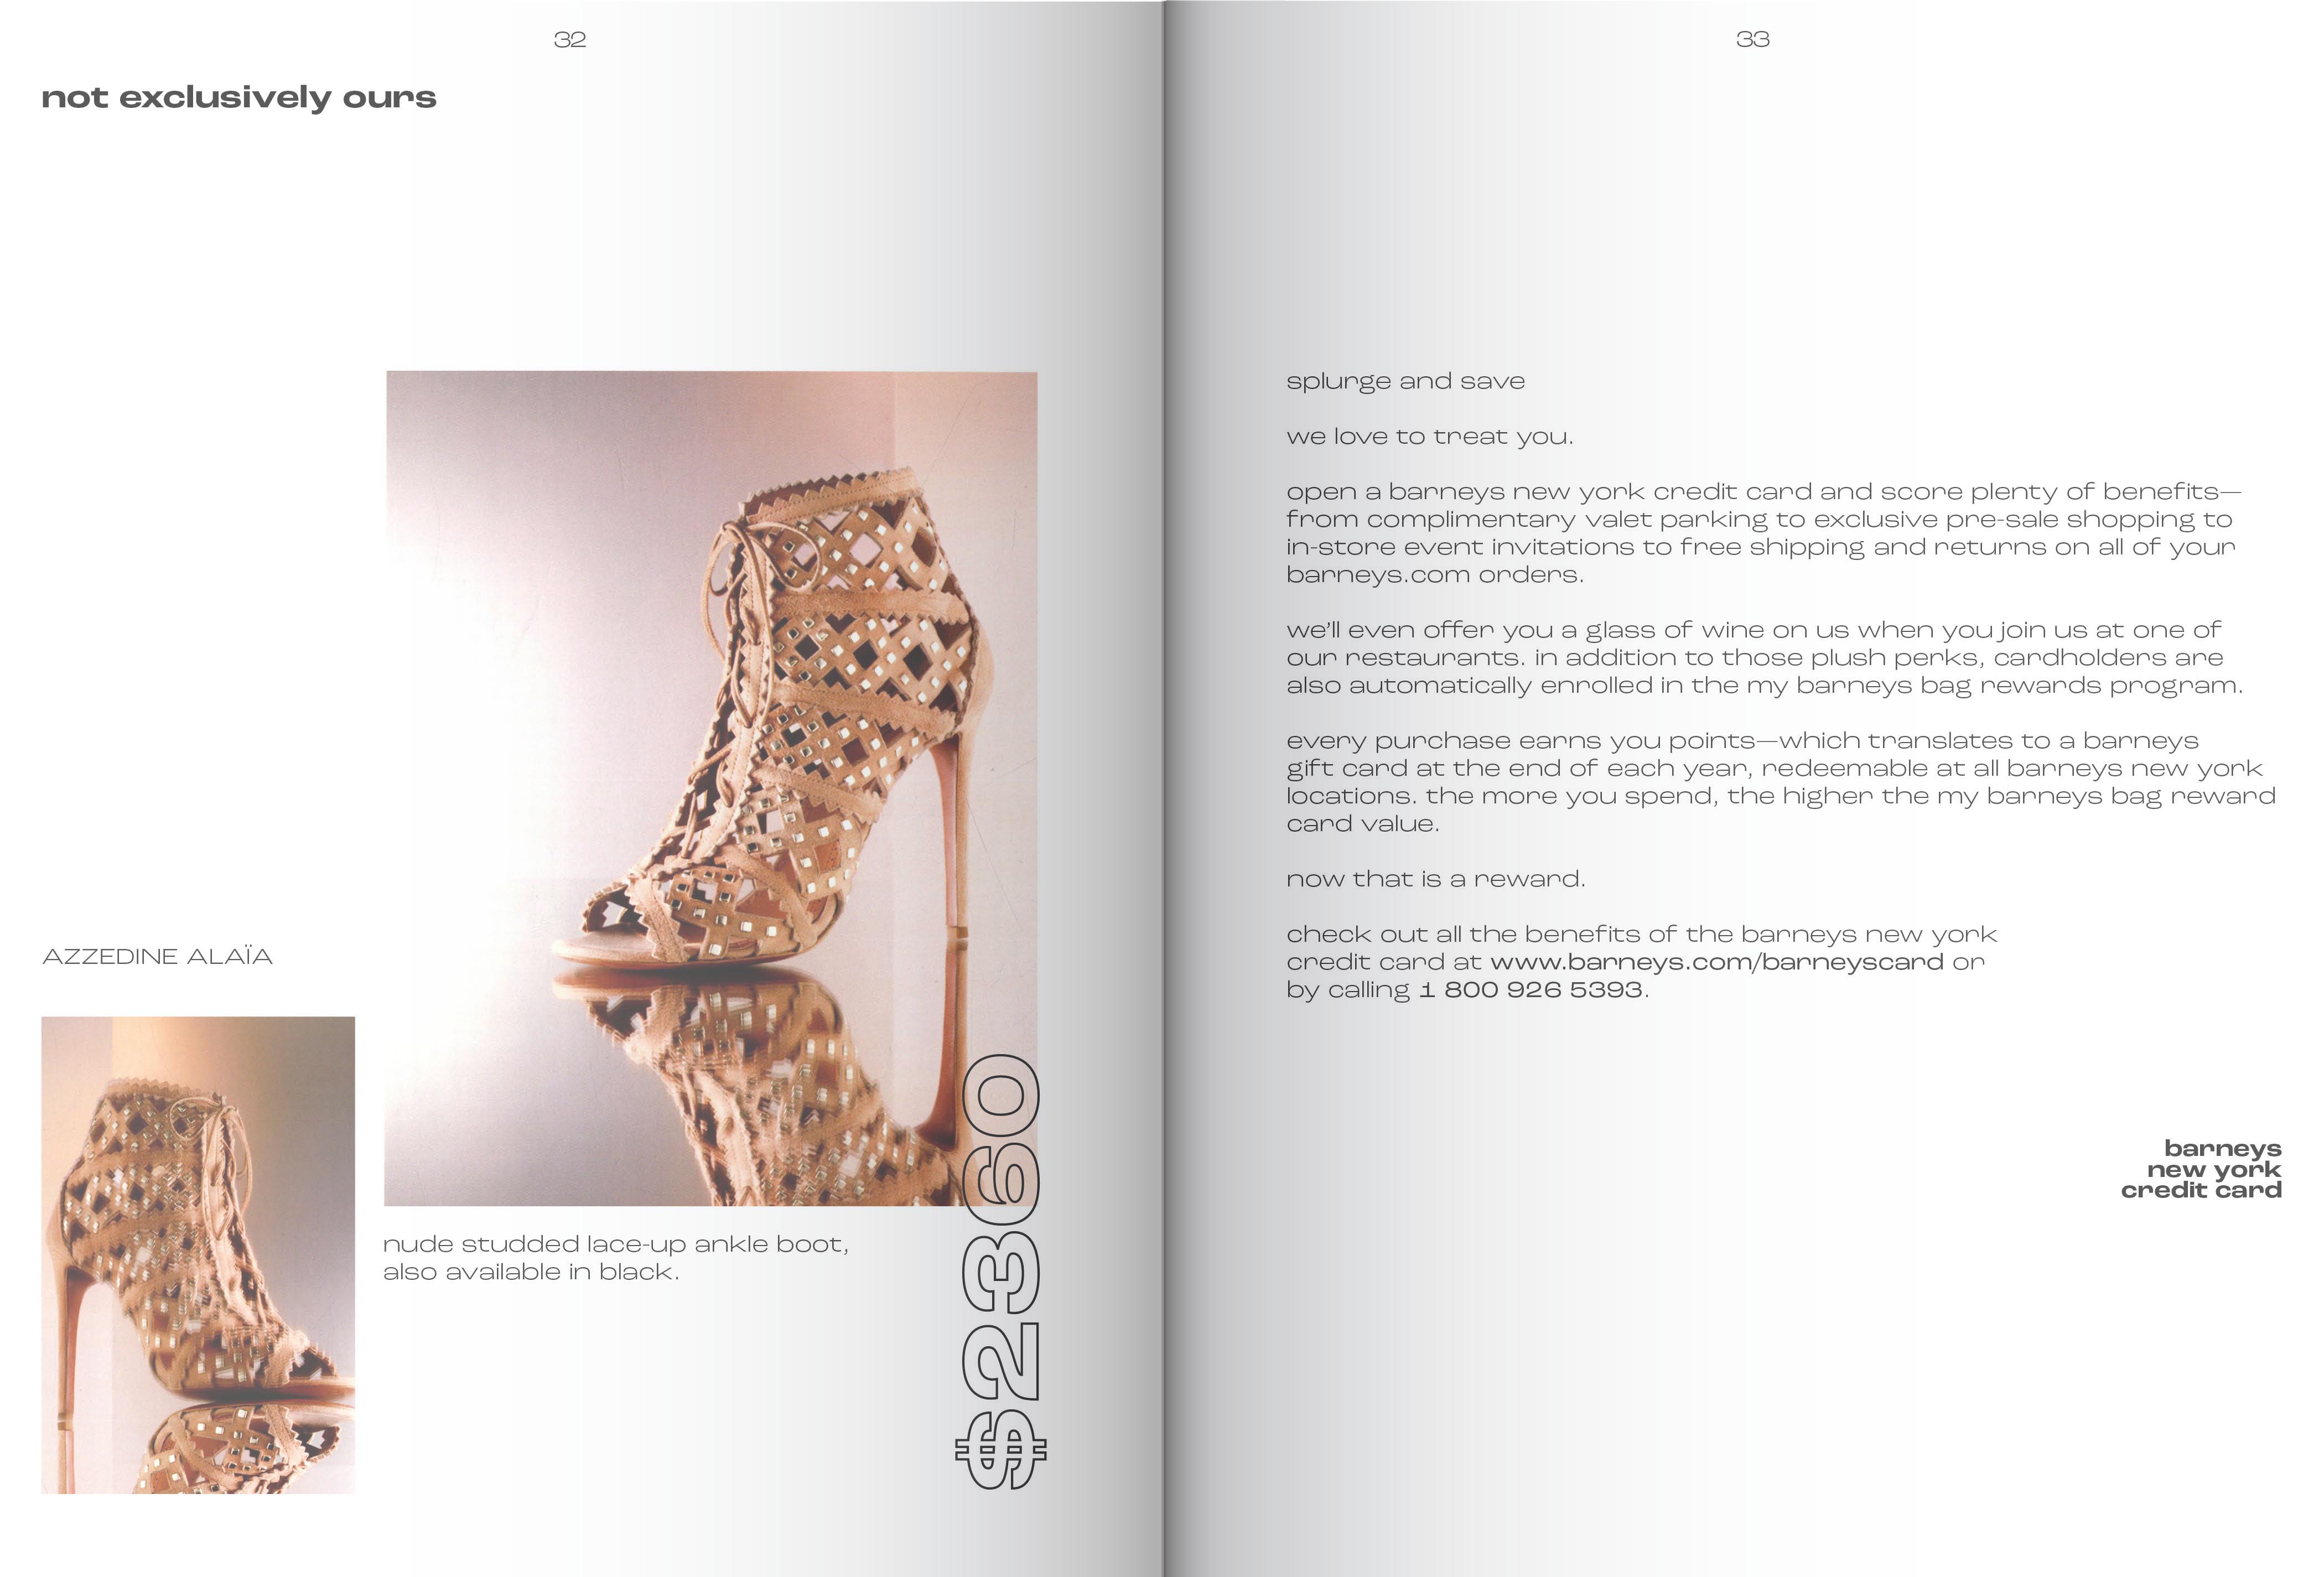 32
not exclusively ours
AZZEDINE ALAÏA
nude studded lace-up ankle boot,
also available in black.
$2360
33
splunge and save
we love to treat you.
open a barneys new york credit card and score plenty of benefits—
from complimentary valet parking to exclusive pre-sale shopping to
in-store event invitations to free shipping and returns on all of your
barneys.com orders.
we’ll even offer you a glass of wine on us when you join us at one of
our restaurants. in addition to those plush perks, cardholders are
also automatically enrolled in the my barneys bag rewards program.
every purchase earns you points—which translates to a barneys
gift card at the end of each year, redeemable at all barneys new york
locations. the more you spend, the higher the my barneys bag reward
card value.
now that is a reward.
check out all the benefits of the barneys new york
credit card at www.barneys.com/barneyscard or
by calling 1 800 926 5393.
barneys
new york
credit card